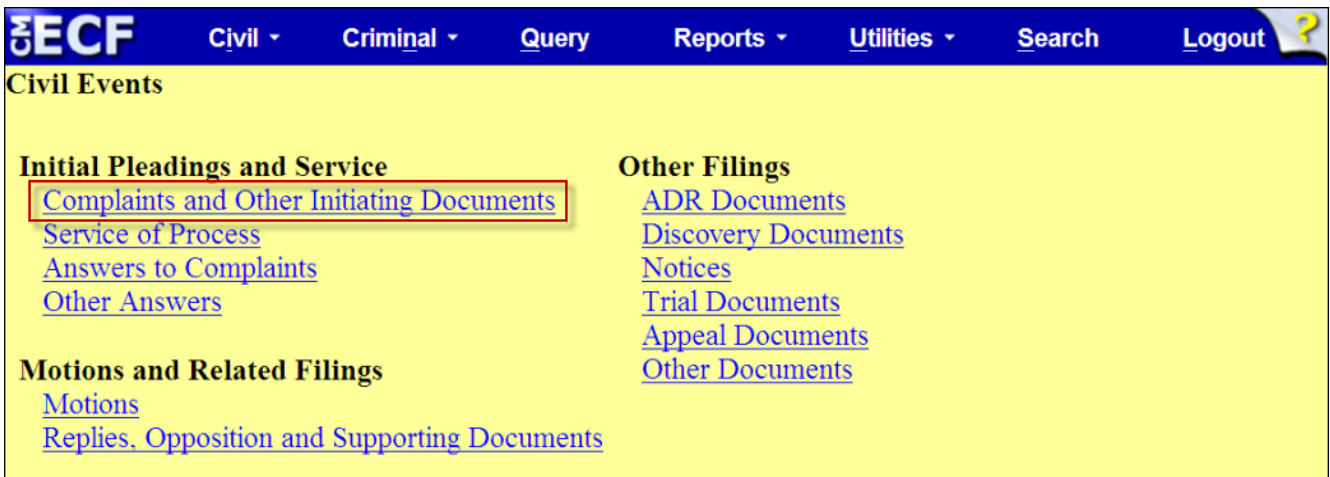 CM ECF Civil Criminal Query Reports Utilities Search Logout ?
Civil Events
Initial Pleadings and Service
Complaints and Other Initiating Documents
Service of Process
Answers to Complaints
Other Answers
Motions and Related Filings
Motions
Replies, Opposition and Supporting Documents
Other Filings
ADR Documents
Discovery Documents
Notices
Trial Documents
Appeal Documents
Other Documents